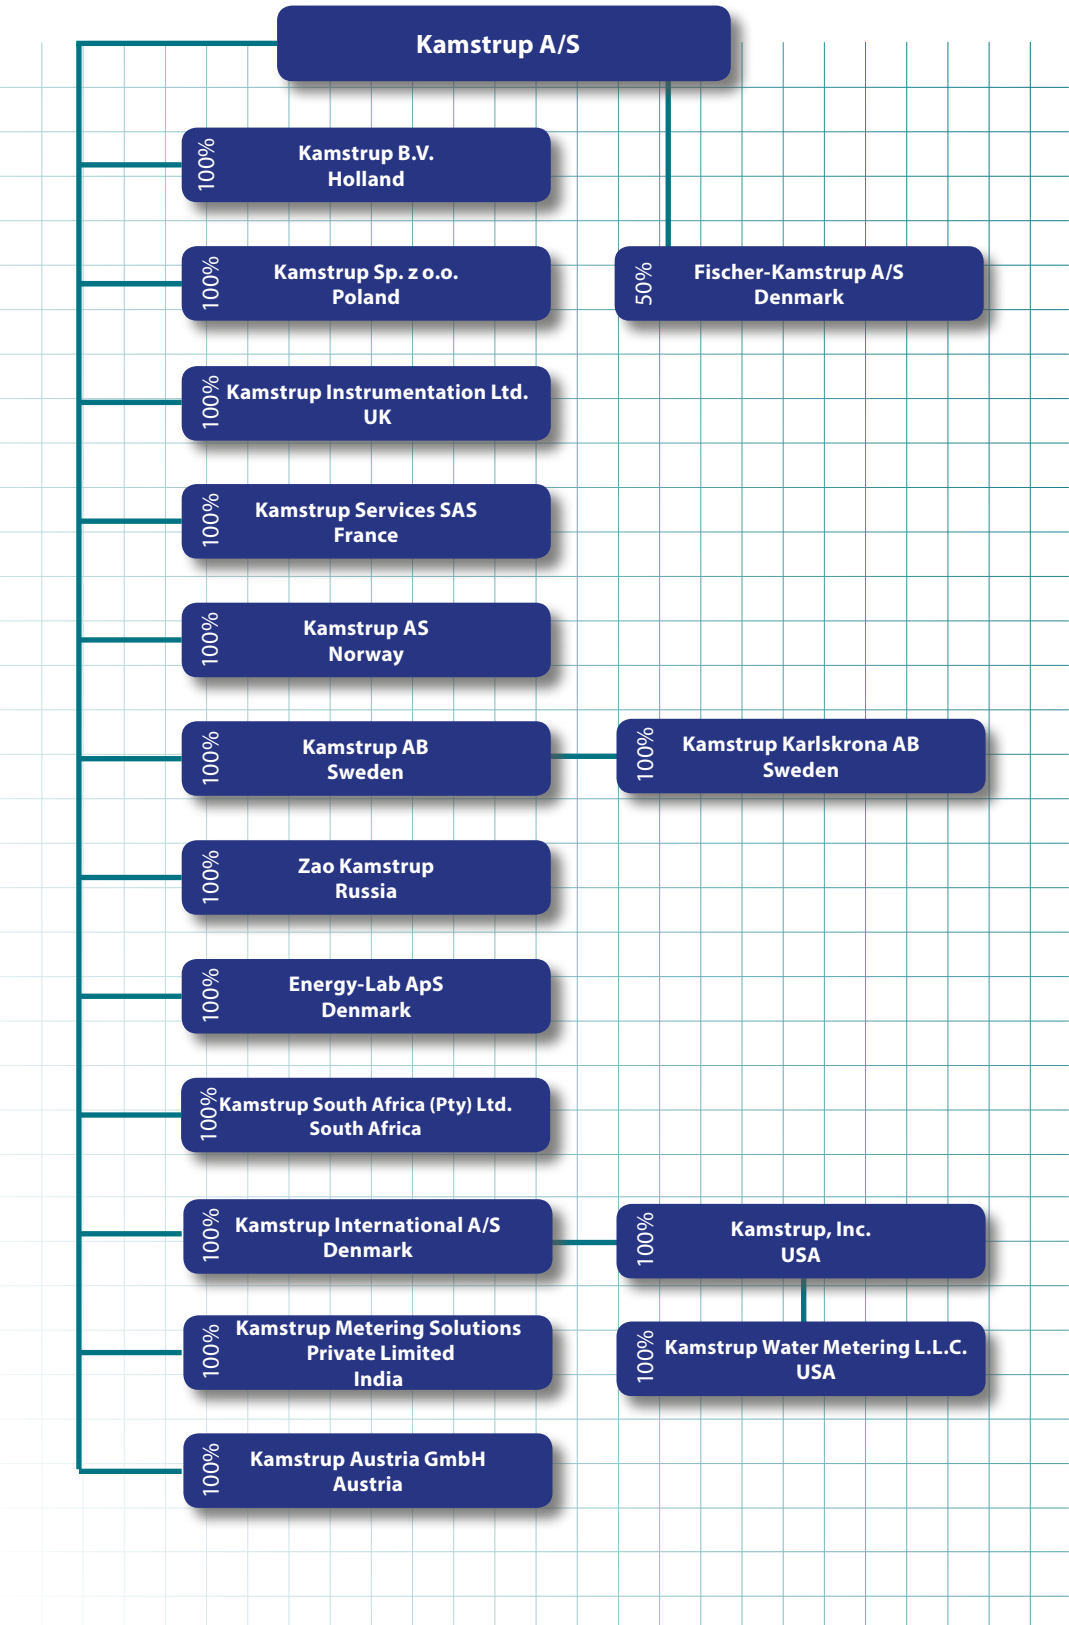 Kamstrup A/S
100%
Kamstrup B.V.
Holland
100%
Kamstrup Sp. z o.o.
Poland
50%
Fischer-Kamstrup A/S
Denmark
100%
Kamstrup Instrumentation Ltd.
UK
100%
Kamstrup Services SAS
France
100%
Kamstrup AS
Norway
100%
Kamstrup AB
Sweden
100%
Kamstrup Karlskrona AB
Sweden
100%
Zao Kamstrup
Russia
100%
Energy-Lab ApS
Denmark
100%
Kamstrup South Africa (Pty) Ltd.
South Africa
100%
Kamstrup International A/S
Denmark
100%
Kamstrup, Inc.
USA
100%
Kamstrup Metering Solutions
Private Limited
India
100%
Kamstrup Water Metering L.L.C.
USA
100%
Kamstrup Austria GmbH
Austria